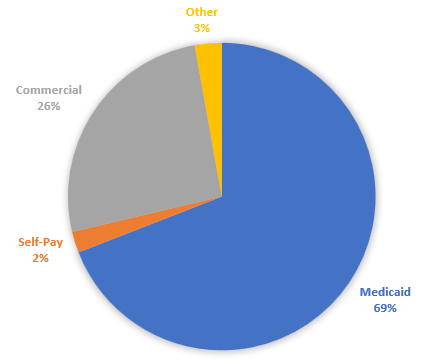 Other
3%
Commercial
26%
Self-Pay
2%
Medicaid
69%